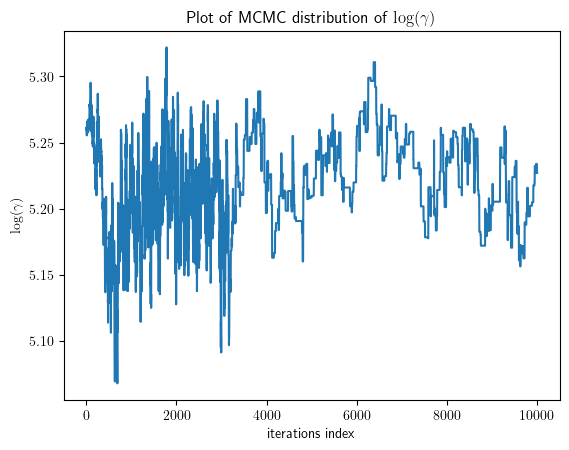 Plot of MCMC distribution of log(γ)
5.30
5.25
5.20
5.15
5.10
log(γ)
0 2000 4000 6000 8000 10000
iterations index